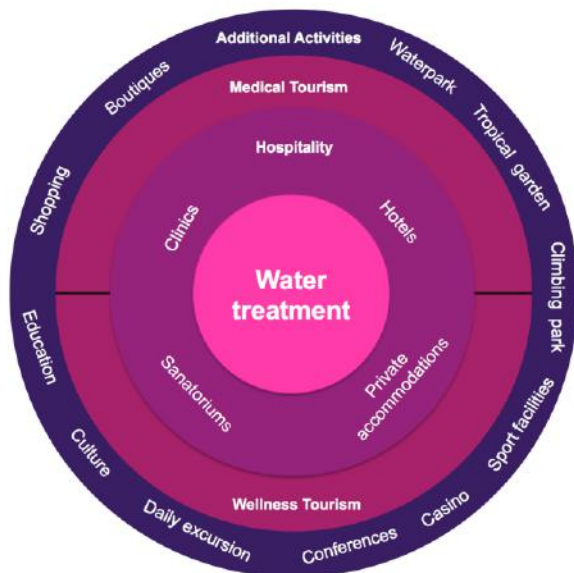 Additional Activities
Waterpark
Tropical garden
Climbing park
Sport facilities
Casino
Conferences
Daily excursion
Culture
Education
Shopping
Boutiques
Medical Tourism
Wellness Tourism
Hospitality
Hotels
Private
accommodations
Sanatoriums
Clinics
Water
treatment